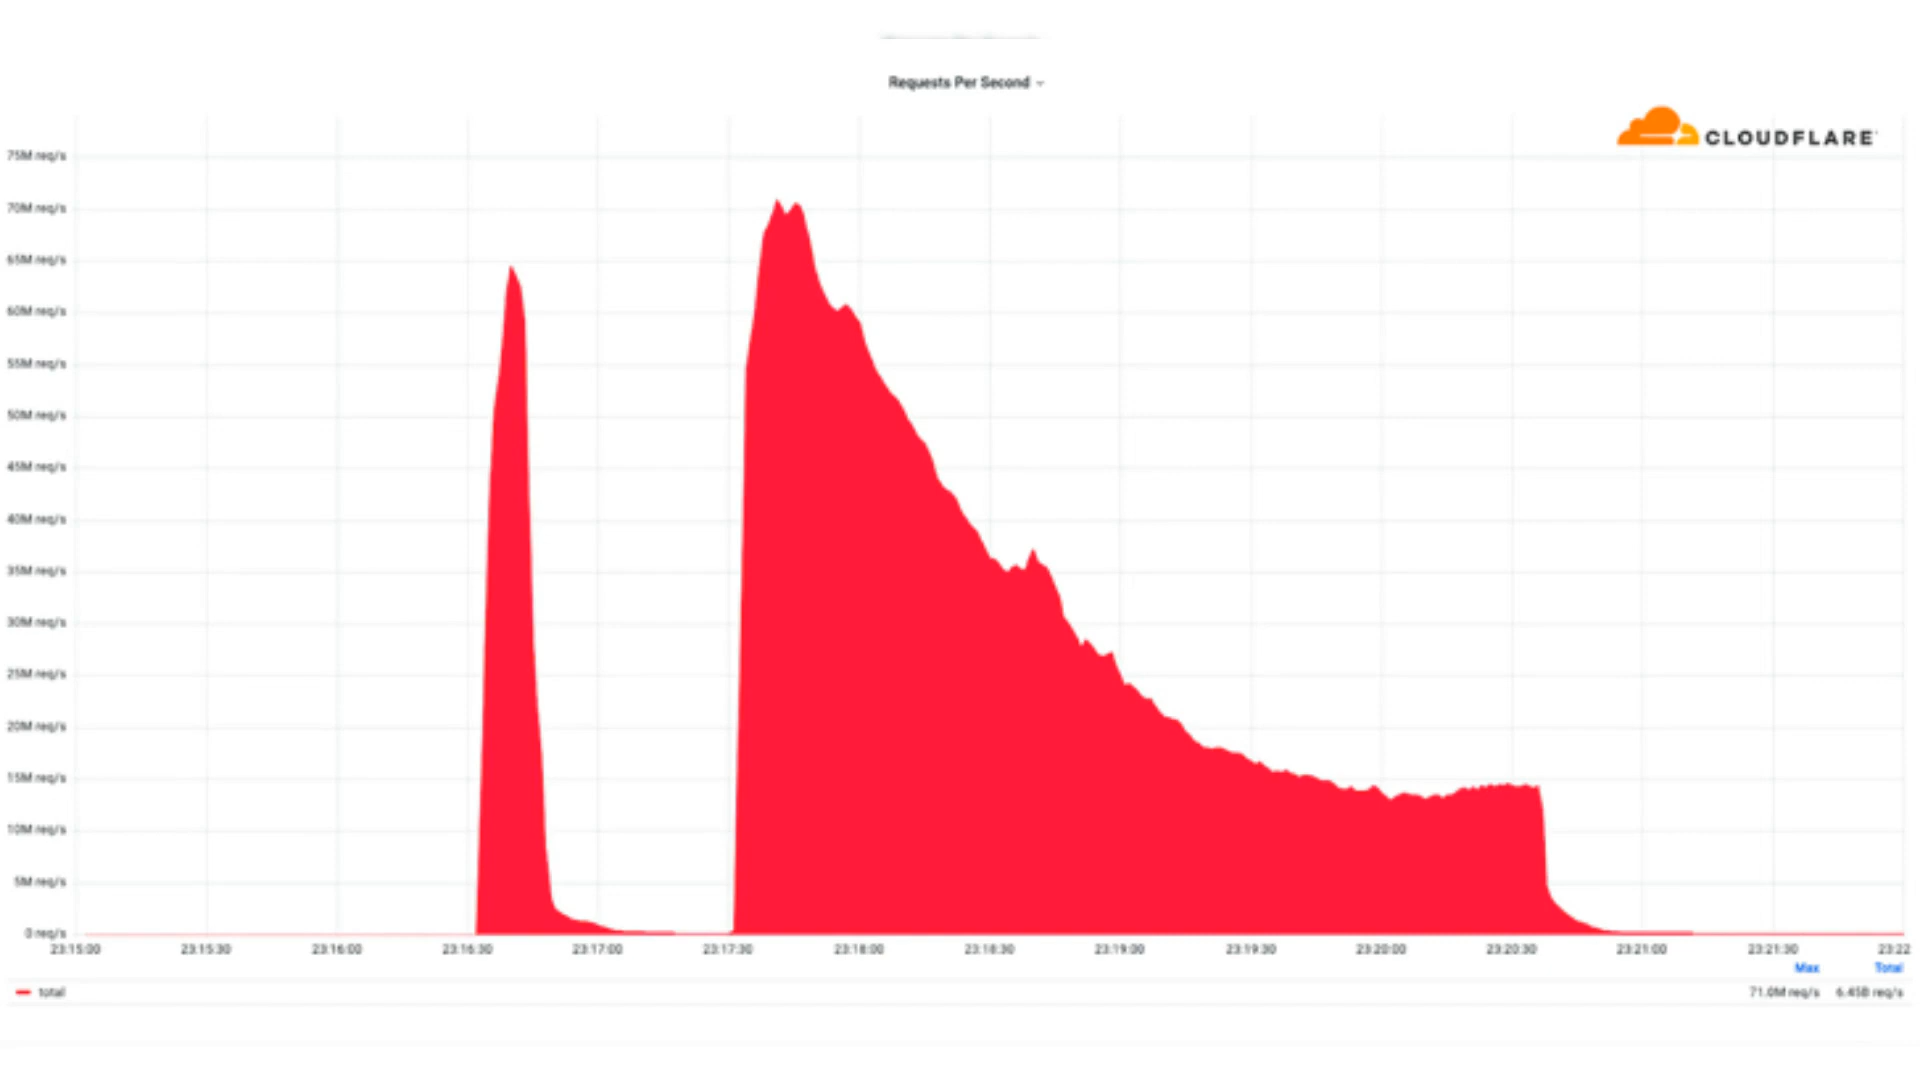 Requests Per Second
CLOUDFLARE
75M req/s
70M req/s
65M req/s
60M req/s
55M req/s
50M req/s
45M req/s
40M req/s
35M req/s
30M req/s
25M req/s
20M req/s
15M req/s
10M req/s
5M req/s
0 req/s
23:15:00 23:15:30 23:16:00 23:16:30 23:17:00 23:17:30 23:18:00 23:18:30 23:19:00 23:19:30 23:20:00 23:20:30 23:21:00 23:21:30 23:22
Max Total
total 71.0M req/s 6.45B req/s